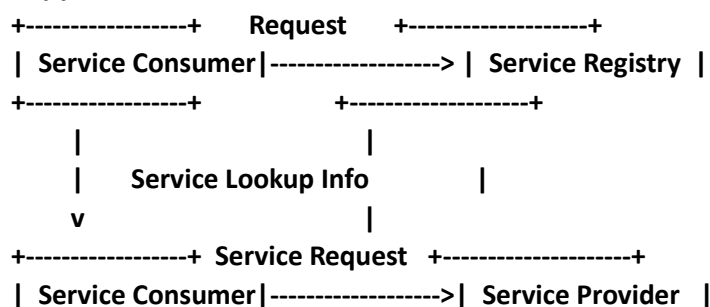 +------------------+ Request +--------------------+
| Service Consumer|-------------------> | Service Registry |
+------------------+ +--------------------+
| |
| Service Lookup Info |
v |
+------------------+ Service Request +---------------------+
| Service Consumer|------------------->| Service Provider |